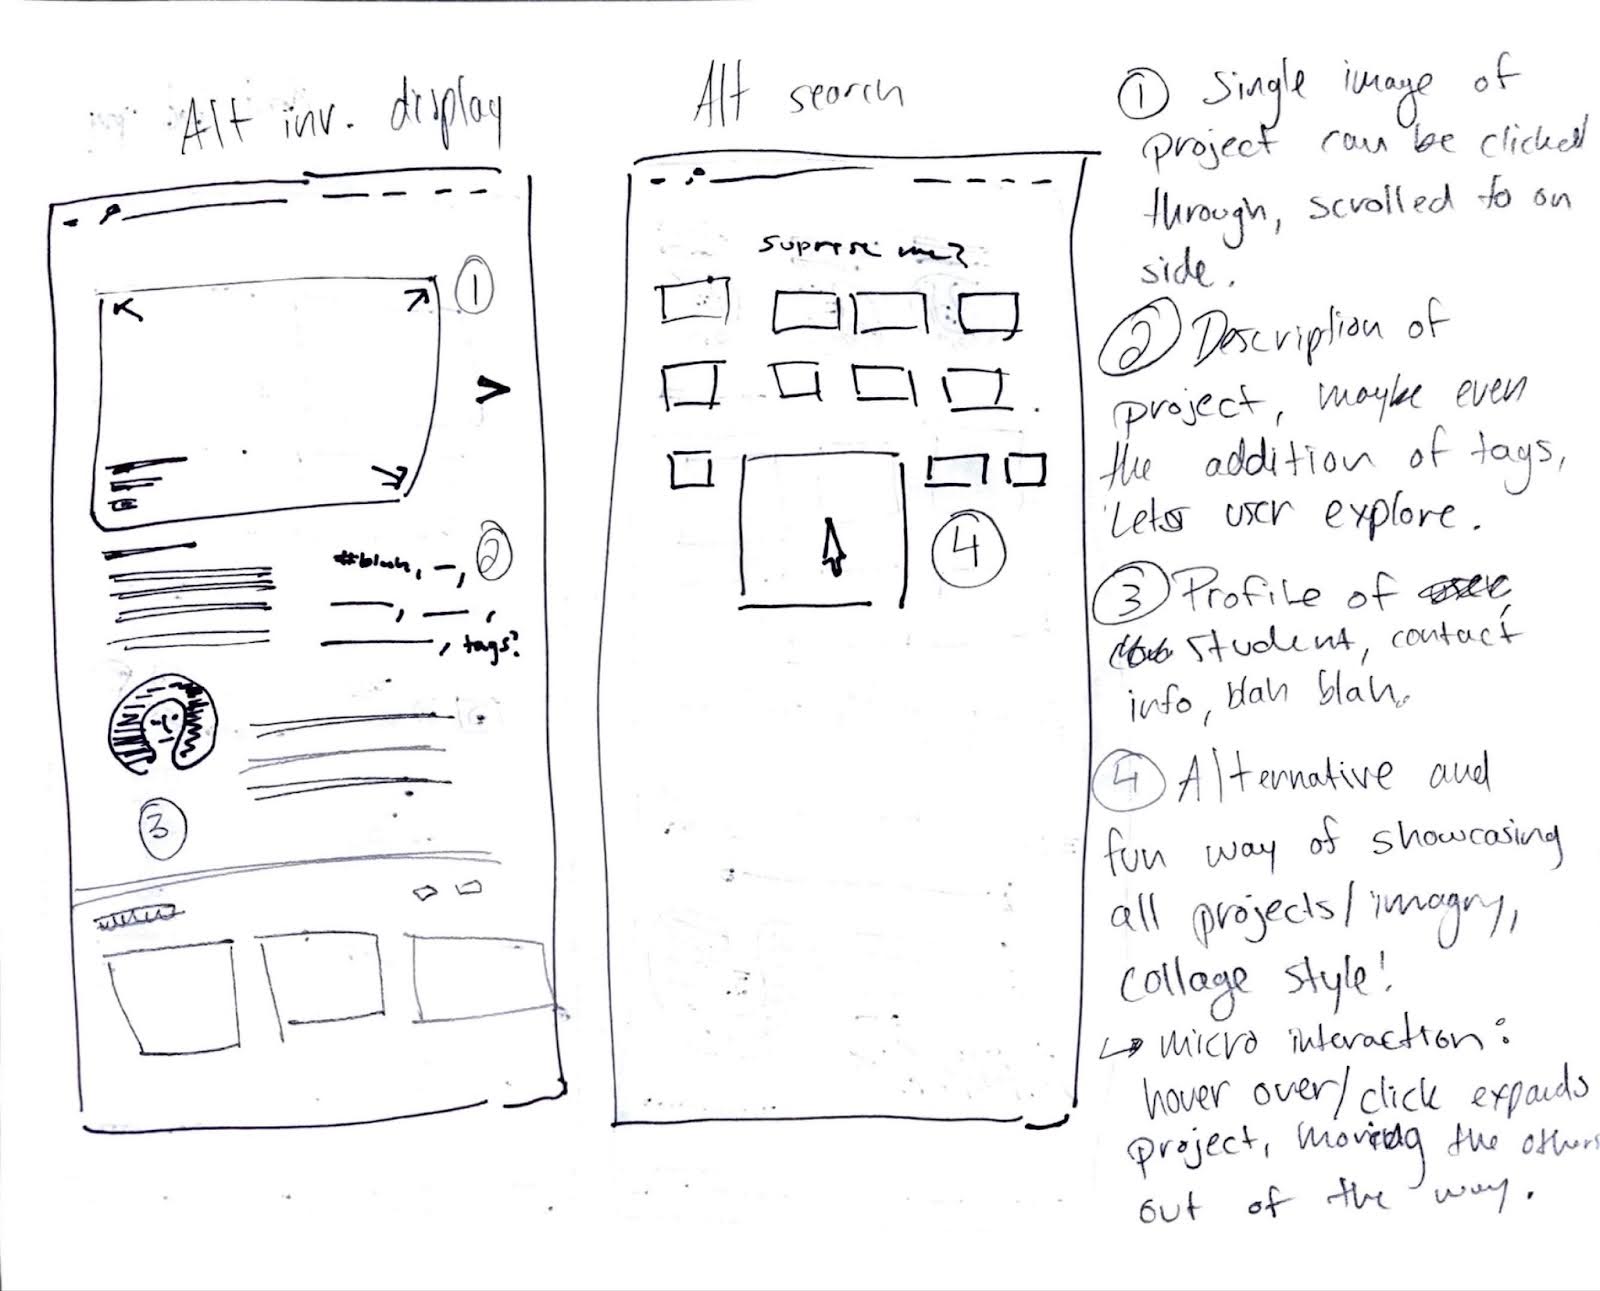 Alt inv. display
Alt search
1
#blah, –,
2
tags?
3
suprise me?
4
① Single image of
project can be clicked
through, scrolled to on
side.
② Description of
project, maybe even
the addition of tags,
Lets user explore.
③ Profile of user,
student, contact
info, blah blah.
④ Alternative and
fun way of showcasing
all projects/imagry,
collage style!
↳ micro interaction:
hover over/click expands
project, moving the others
out of the way.